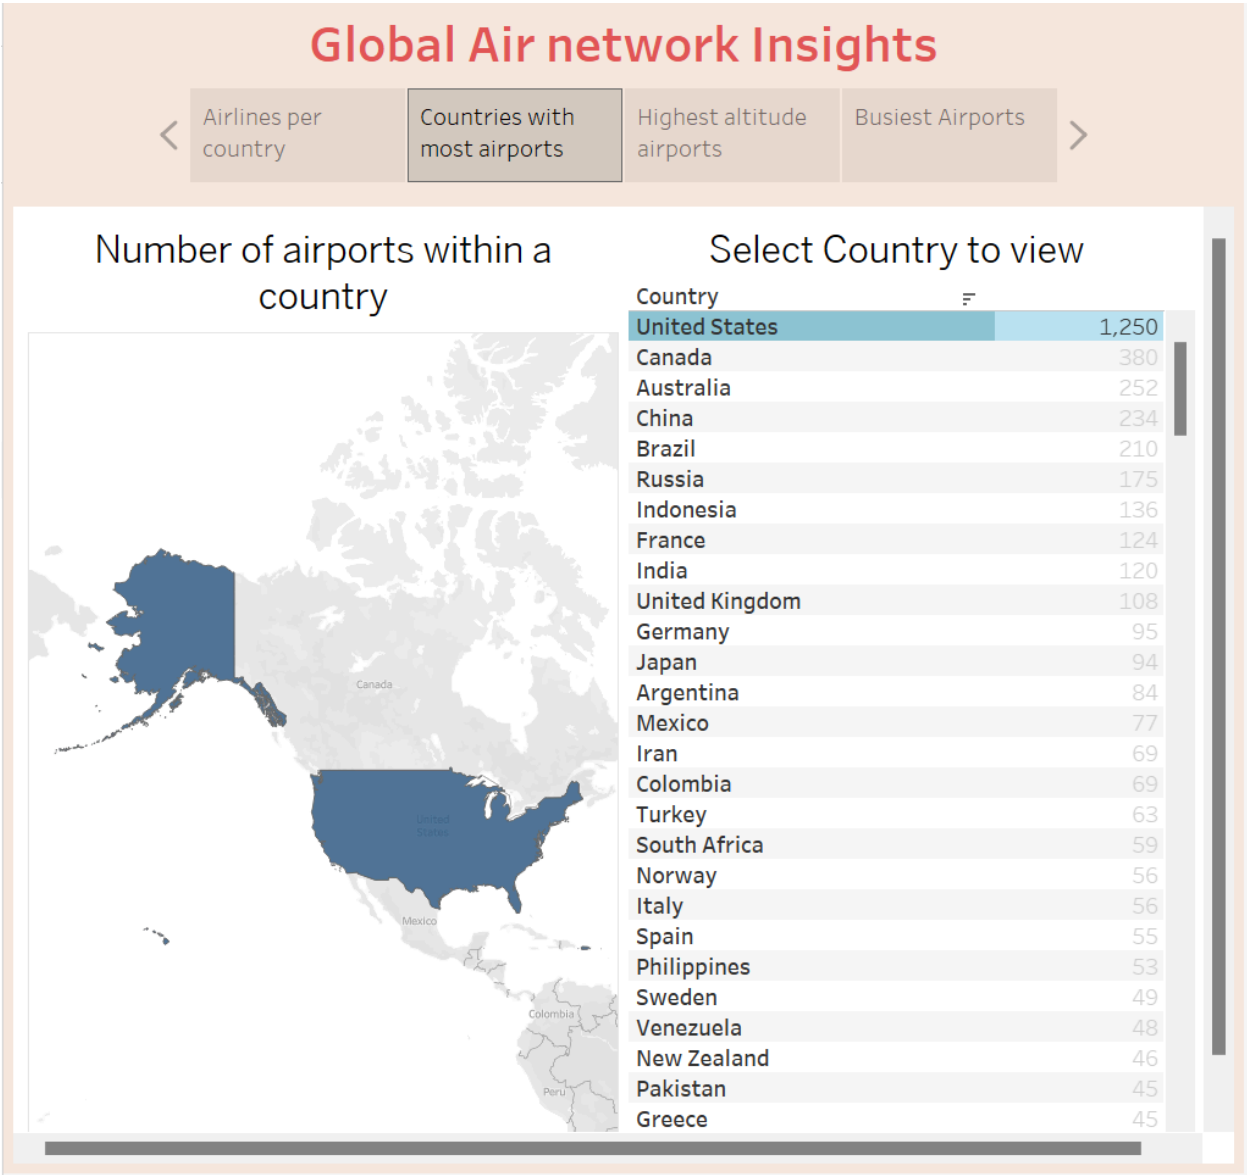 Global Air network Insights
Airlines per
country
Countries with
most airports
Highest altitude
airports
Busiest Airports
Number of airports within a
country
Canada
United
States
Mexico
Colombia
Peru
Select Country to view
Country
United States 1,250
Canada 380
Australia 252
China 234
Brazil 210
Russia 175
Indonesia 136
France 124
India 120
United Kingdom 108
Germany 95
Japan 94
Argentina 84
Mexico 77
Iran 69
Colombia 69
Turkey 63
South Africa 59
Norway 56
Italy 56
Spain 55
Philippines 53
Sweden 49
Venezuela 48
New Zealand 46
Pakistan 45
Greece 45